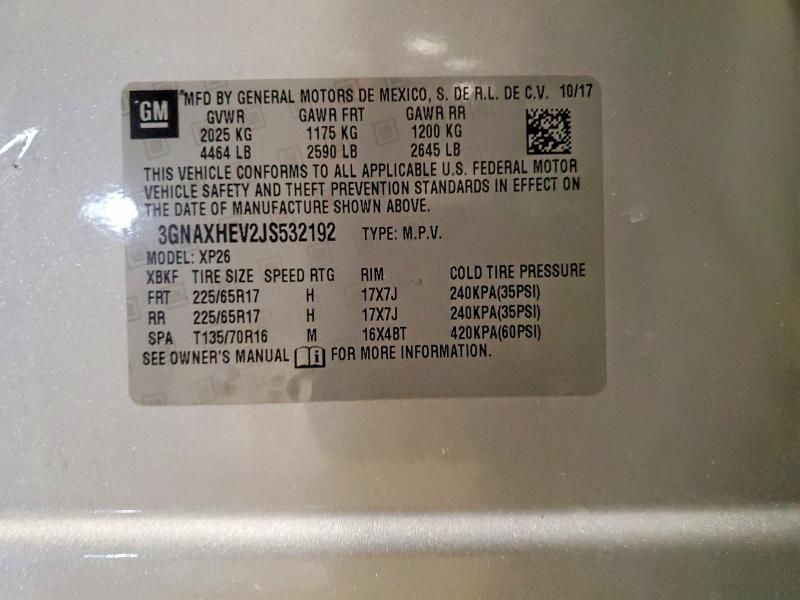 GM MFD BY GENERAL MOTORS DE MEXICO, S. DE R.L. DE C.V. 10/17
GVWR GAWR FRT GAWR RR
2025 KG 1175 KG 1200 KG
4464 LB 2590 LB 2645 LB
THIS VEHICLE CONFORMS TO ALL APPLICABLE U.S. FEDERAL MOTOR
VEHICLE SAFETY AND THEFT PREVENTION STANDARDS IN EFFECT ON
THE DATE OF MANUFACTURE SHOWN ABOVE.
3GNAXHEV2JS532192 TYPE: M.P.V.
MODEL: XP26
XBKF TIRE SIZE SPEED RTG RIM COLD TIRE PRESSURE
FRT 225/65R17 H 17X7J 240KPA(35PSI)
RR 225/65R17 H 17X7J 240KPA(35PSI)
SPA T135/70R16 M 16X4BT 420KPA(60PSI)
SEE OWNER'S MANUAL FOR MORE INFORMATION.